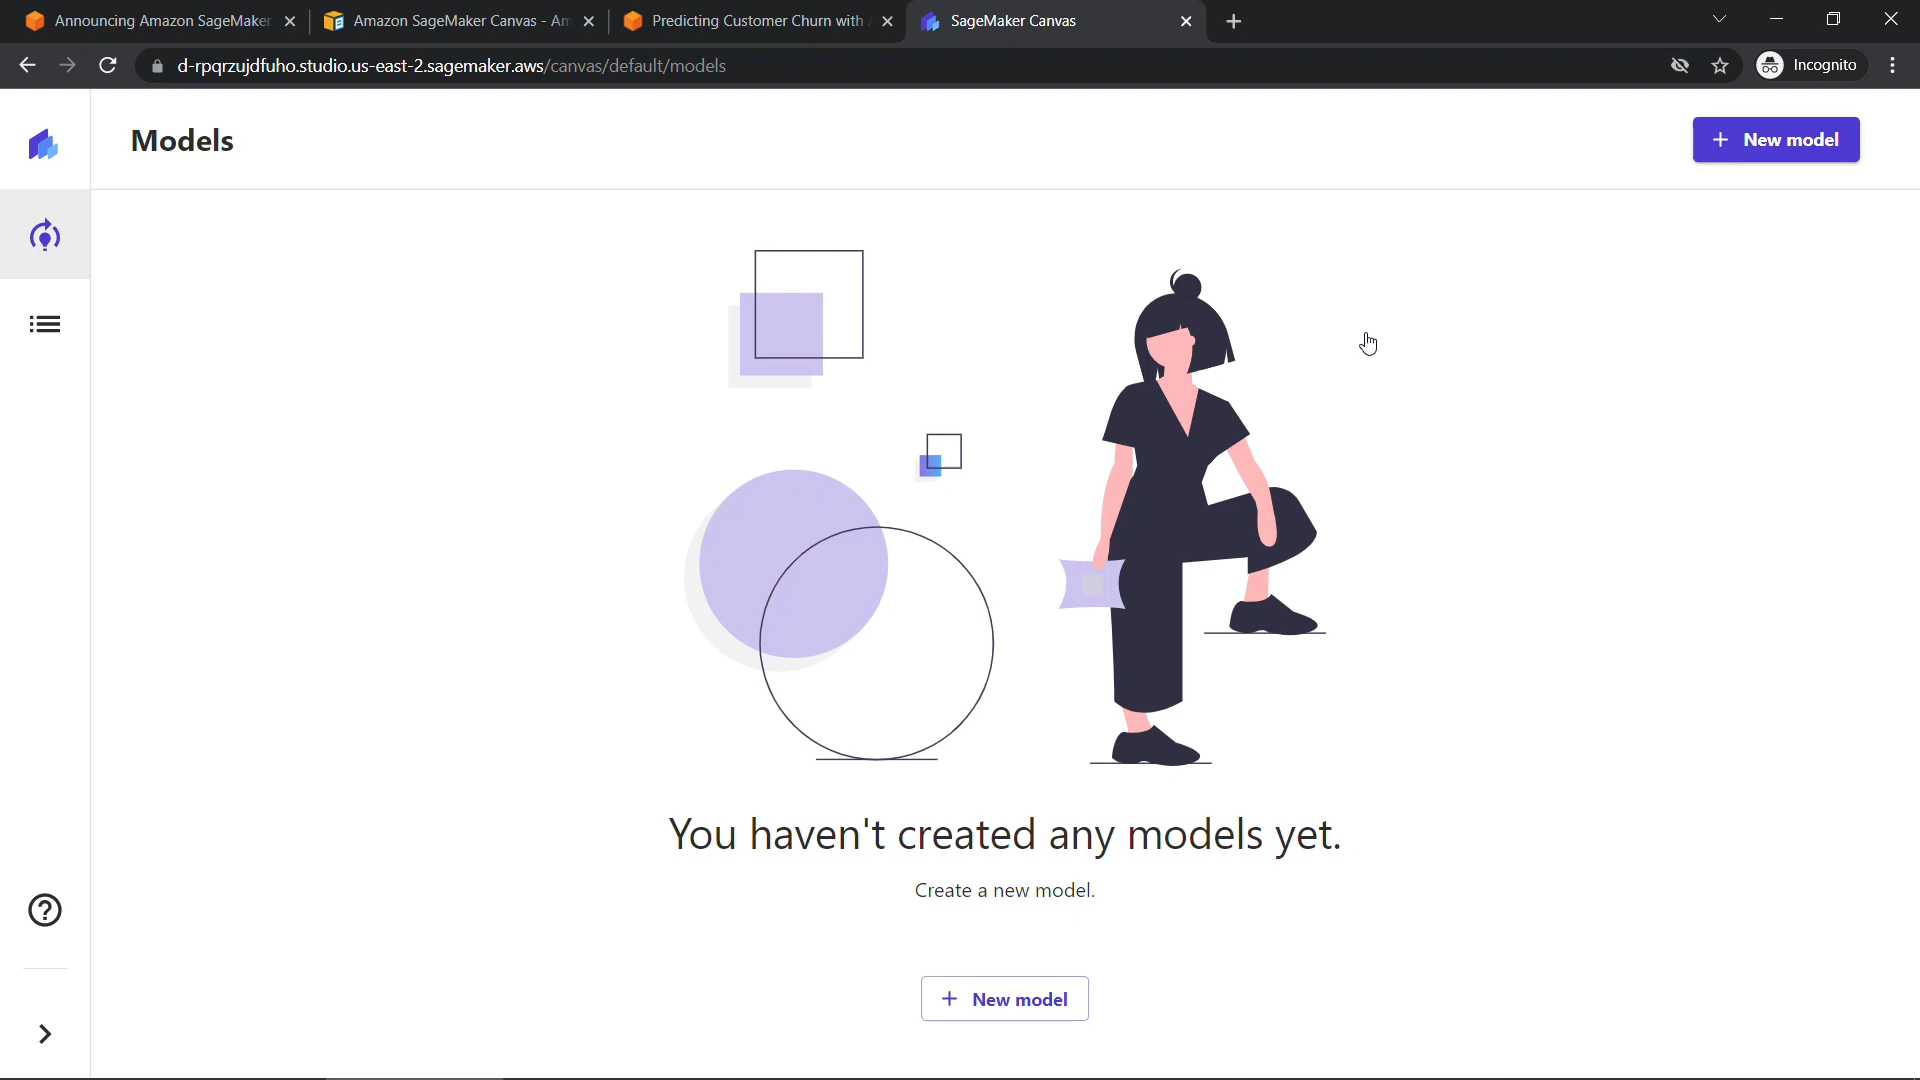 Announcing Amazon SageMaker
Amazon SageMaker Canvas - Am
Predicting Customer Churn with
SageMaker Canvas
d-rpqrzujdfuho.studio.us-east-2.sagemaker.aws/canvas/default/models
Incognito
Models
+ New model
You haven't created any models yet.
Create a new model.
+ New model